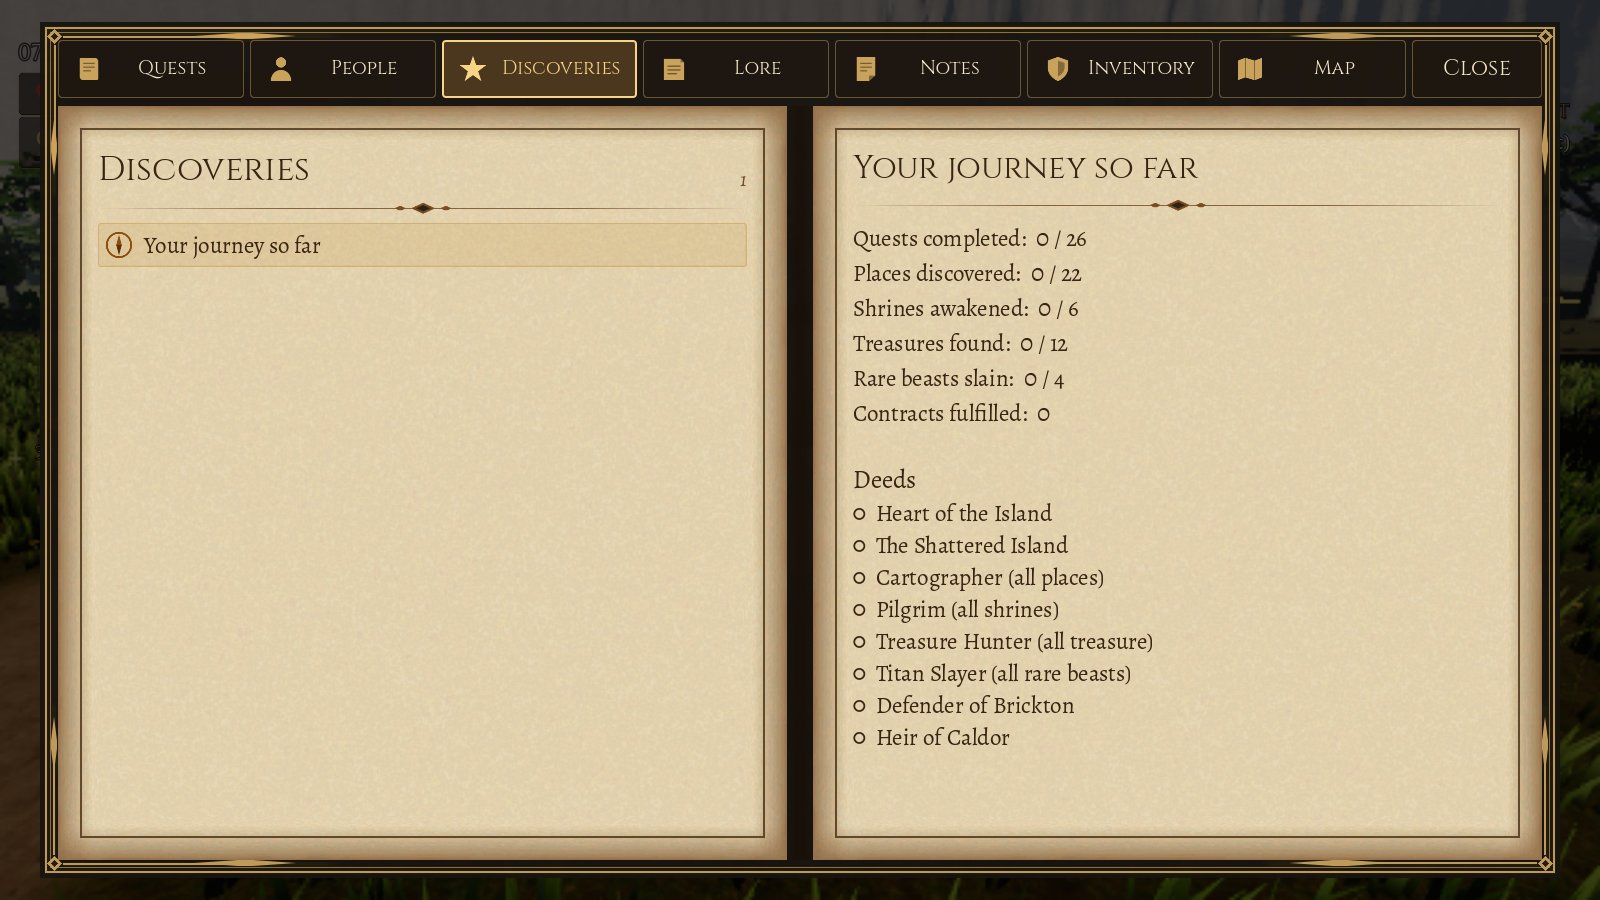 Quests
People
Discoveries
Lore
Notes
Inventory
Map
Close
Discoveries
1
Your journey so far
Your journey so far
Quests completed: 0 / 26
Places discovered: 0 / 22
Shrines awakened: 0 / 6
Treasures found: 0 / 12
Rare beasts slain: 0 / 4
Contracts fulfilled: 0
Deeds
Heart of the Island
The Shattered Island
Cartographer (all places)
Pilgrim (all shrines)
Treasure Hunter (all treasure)
Titan Slayer (all rare beasts)
Defender of Brickton
Heir of Caldor